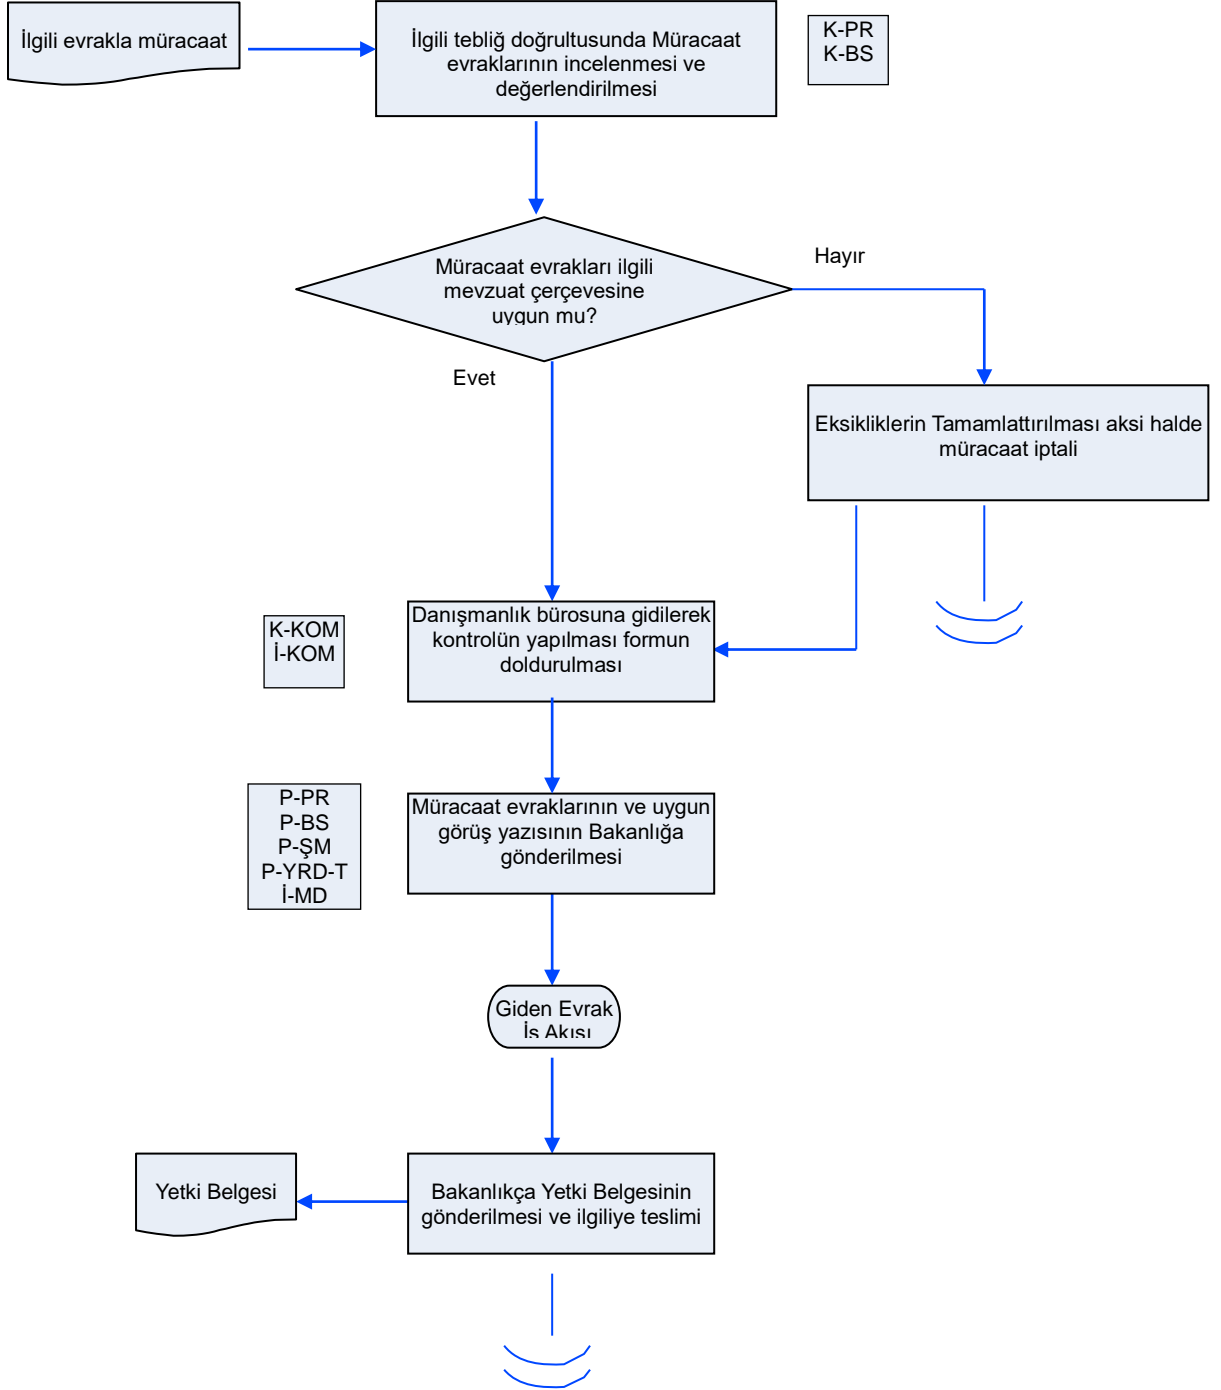 İlgili evrakla müracaat
İlgili tebliğ doğrultusunda Müracaat
evraklarının incelenmesi ve
değerlendirilmesi
K-PR
K-BS
Müracaat evrakları ilgili
mevzuat çerçevesine
uygun mu?
Hayır
Evet
Eksikliklerin Tamamlattırılması aksi halde
müracaat iptali
Danışmanlık bürosuna gidilerek
kontrolün yapılması formun
doldurulması
K-KOM
İ-KOM
P-PR
P-BS
P-ŞM
P-YRD-T
İ-MD
Müracaat evraklarının ve uygun
görüş yazısının Bakanlığa
gönderilmesi
Giden Evrak
İş Akışı
Yetki Belgesi
Bakanlıkça Yetki Belgesinin
gönderilmesi ve ilgiliye teslimi